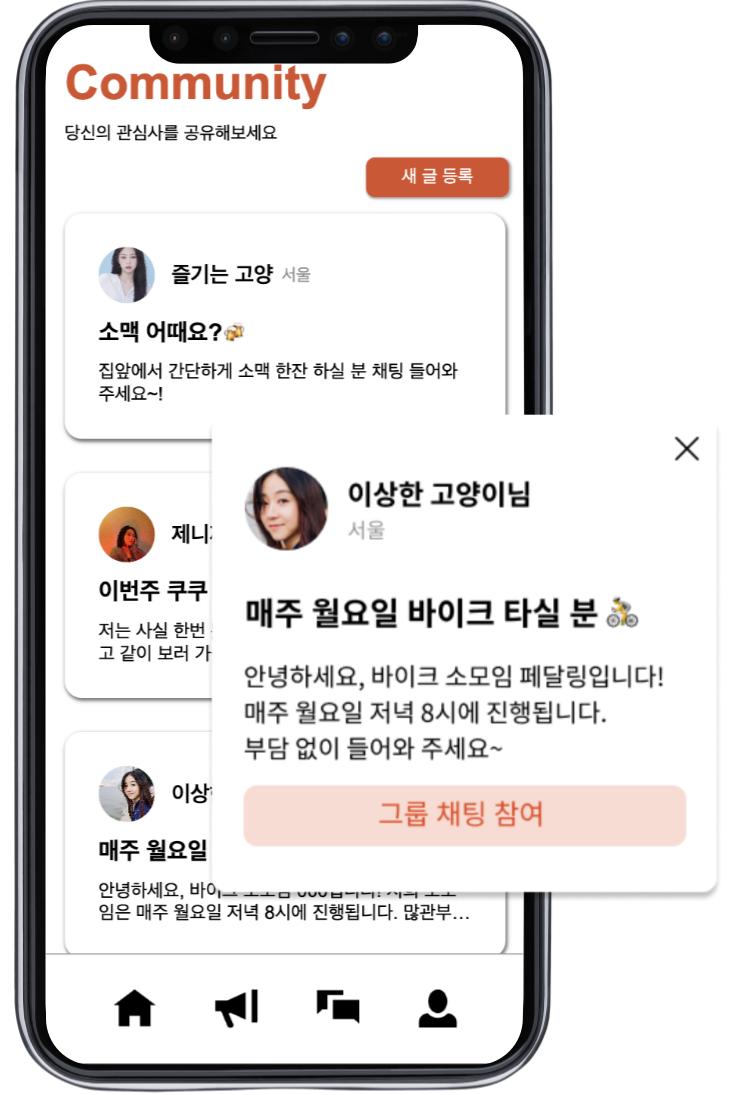 Community
당신의 관심사를 공유해보세요
새 글 등록
즐기는 고양 서울
소맥 어때요?🍻
집앞에서 간단하게 소맥 한잔 하실 분 채팅 들어와
주세요~!
제니
이번주 쿠쿠
저는 사실 한번
고 같이 보러 가
이상한 고양이님
서울
매주 월요일 바이크 타실 분 🚴
안녕하세요, 바이크 소모임 페달링입니다!
매주 월요일 저녁 8시에 진행됩니다.
부담 없이 들어와 주세요~
그룹 채팅 참여
이상
매주 월요일
안녕하세요,
임은 매주 월요일 저녁 8시에 진행됩니다. 많관부...